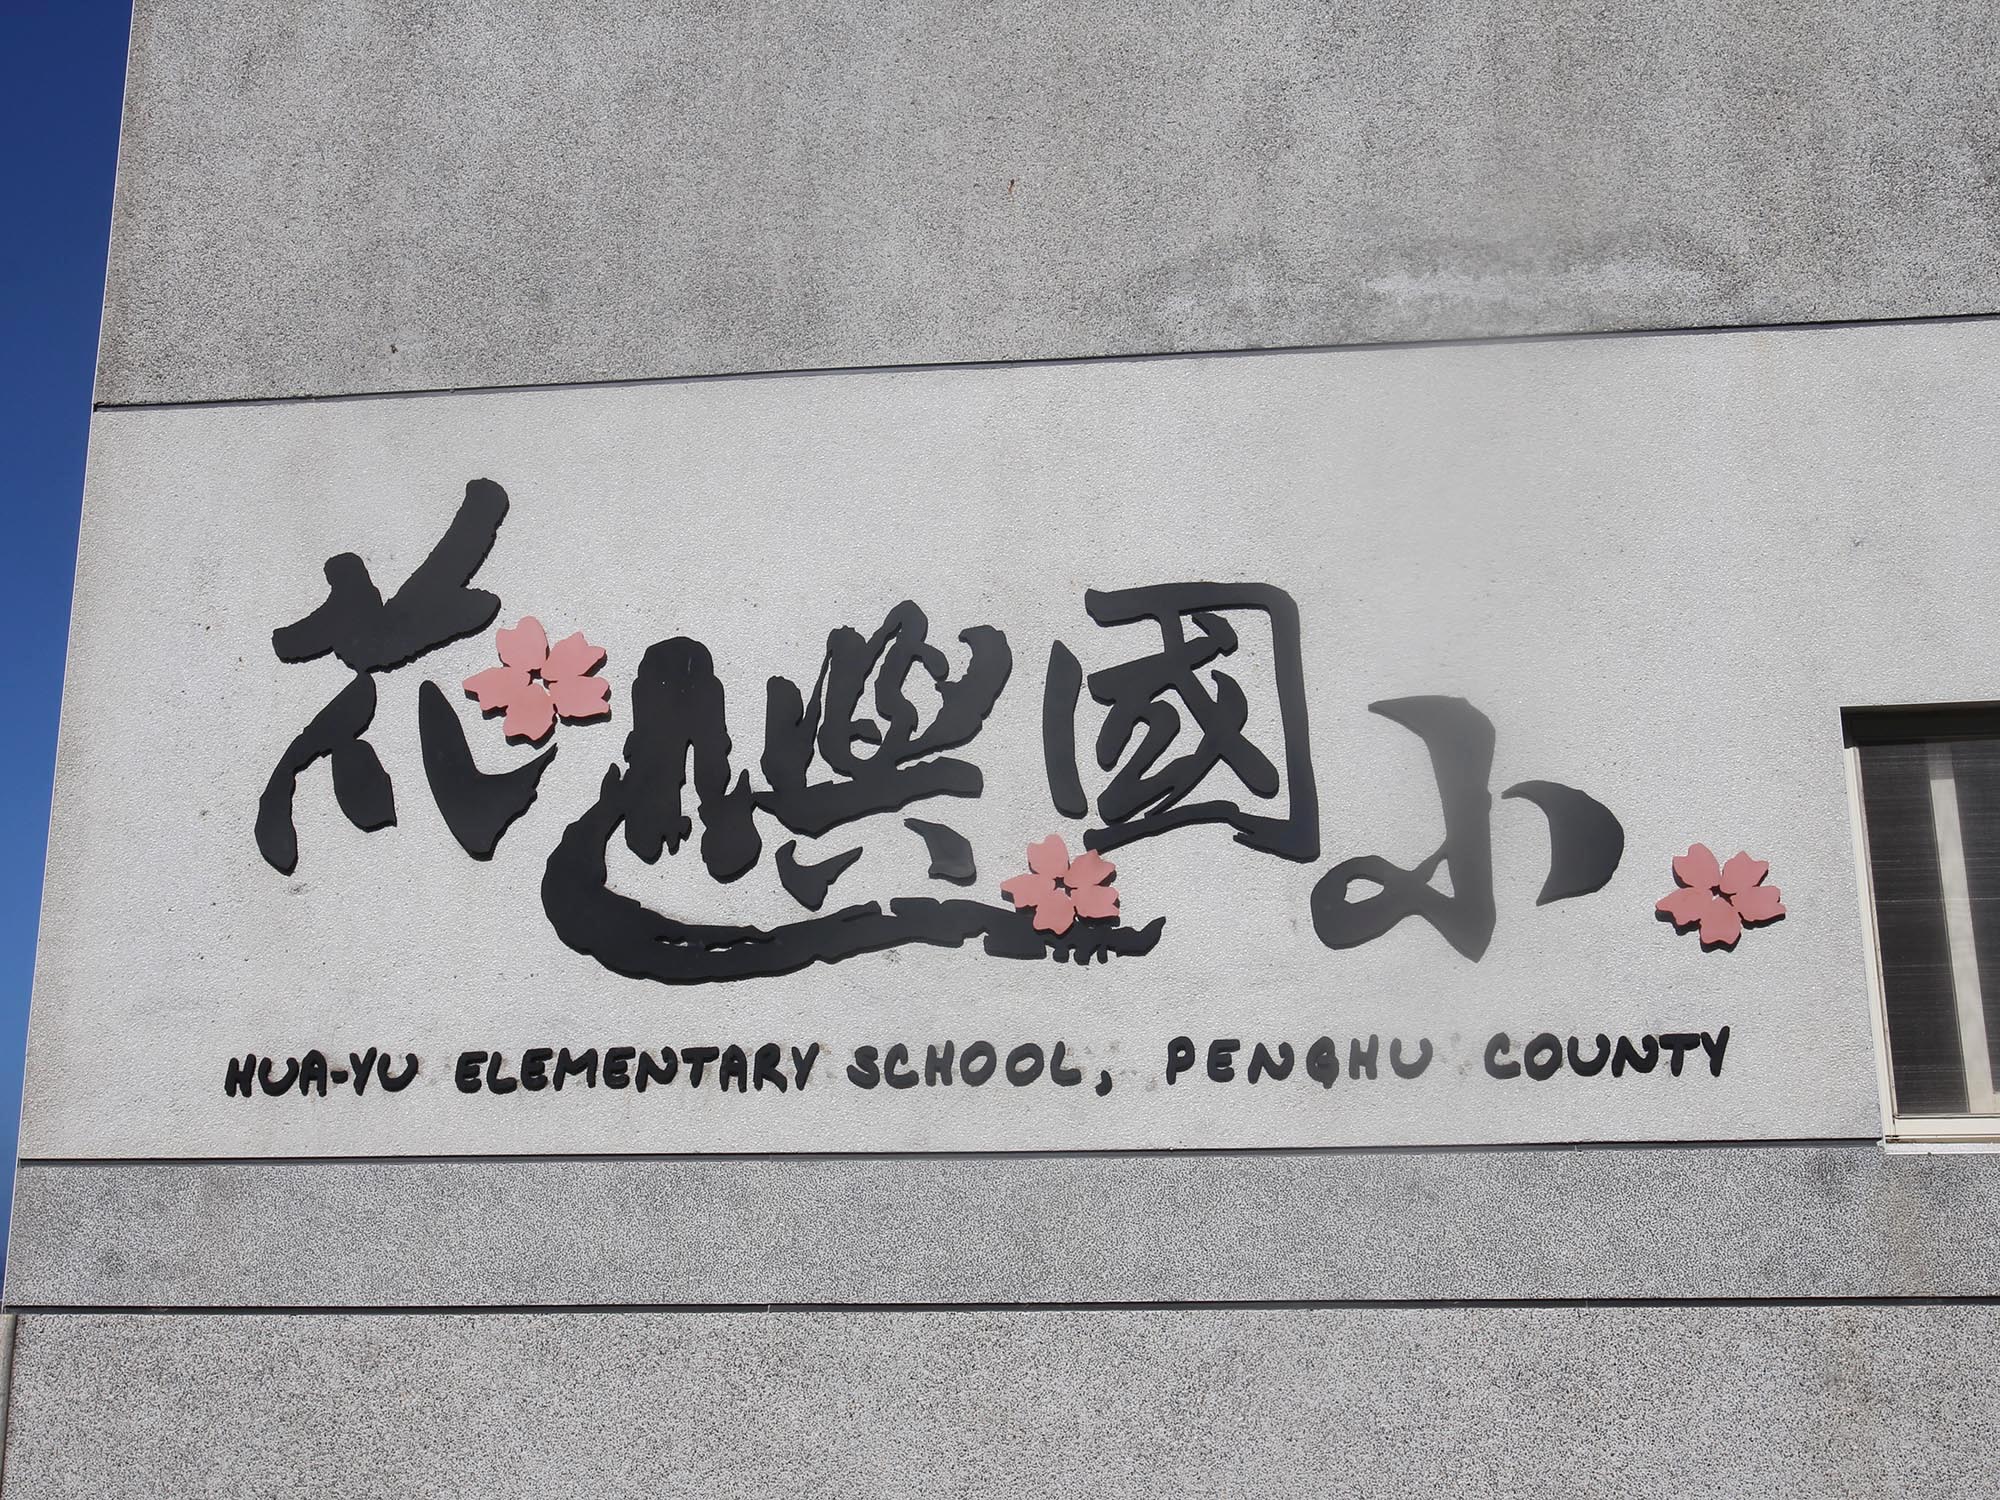 花嶼國小
HUA-YU ELEMENTARY SCHOOL, PENGHU COUNTY